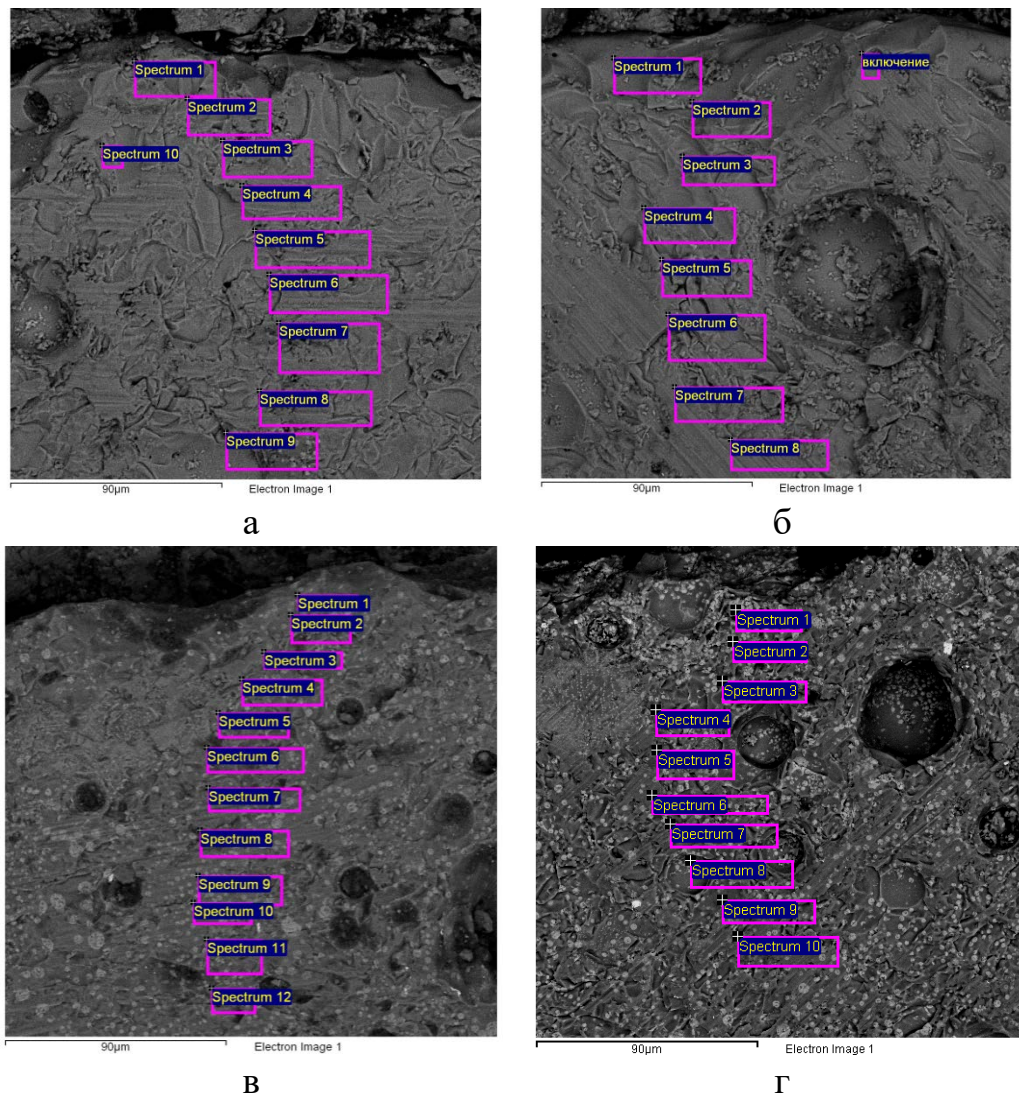 Spectrum 1
Spectrum 2
Spectrum 10
Spectrum 3
Spectrum 4
Spectrum 5
Spectrum 6
Spectrum 7
Spectrum 8
Spectrum 9
90µm
Electron Image 1
а
Spectrum 1
включение
Spectrum 2
Spectrum 3
Spectrum 4
Spectrum 5
Spectrum 6
Spectrum 7
Spectrum 8
90µm
Electron Image 1
б
Spectrum 1
Spectrum 2
Spectrum 3
Spectrum 4
Spectrum 5
Spectrum 6
Spectrum 7
Spectrum 8
Spectrum 9
Spectrum 10
Spectrum 11
Spectrum 12
90µm
Electron Image 1
в
Spectrum 1
Spectrum 2
Spectrum 3
Spectrum 4
Spectrum 5
Spectrum 6
Spectrum 7
Spectrum 8
Spectrum 9
Spectrum 10
90µm
Electron Image 1
г